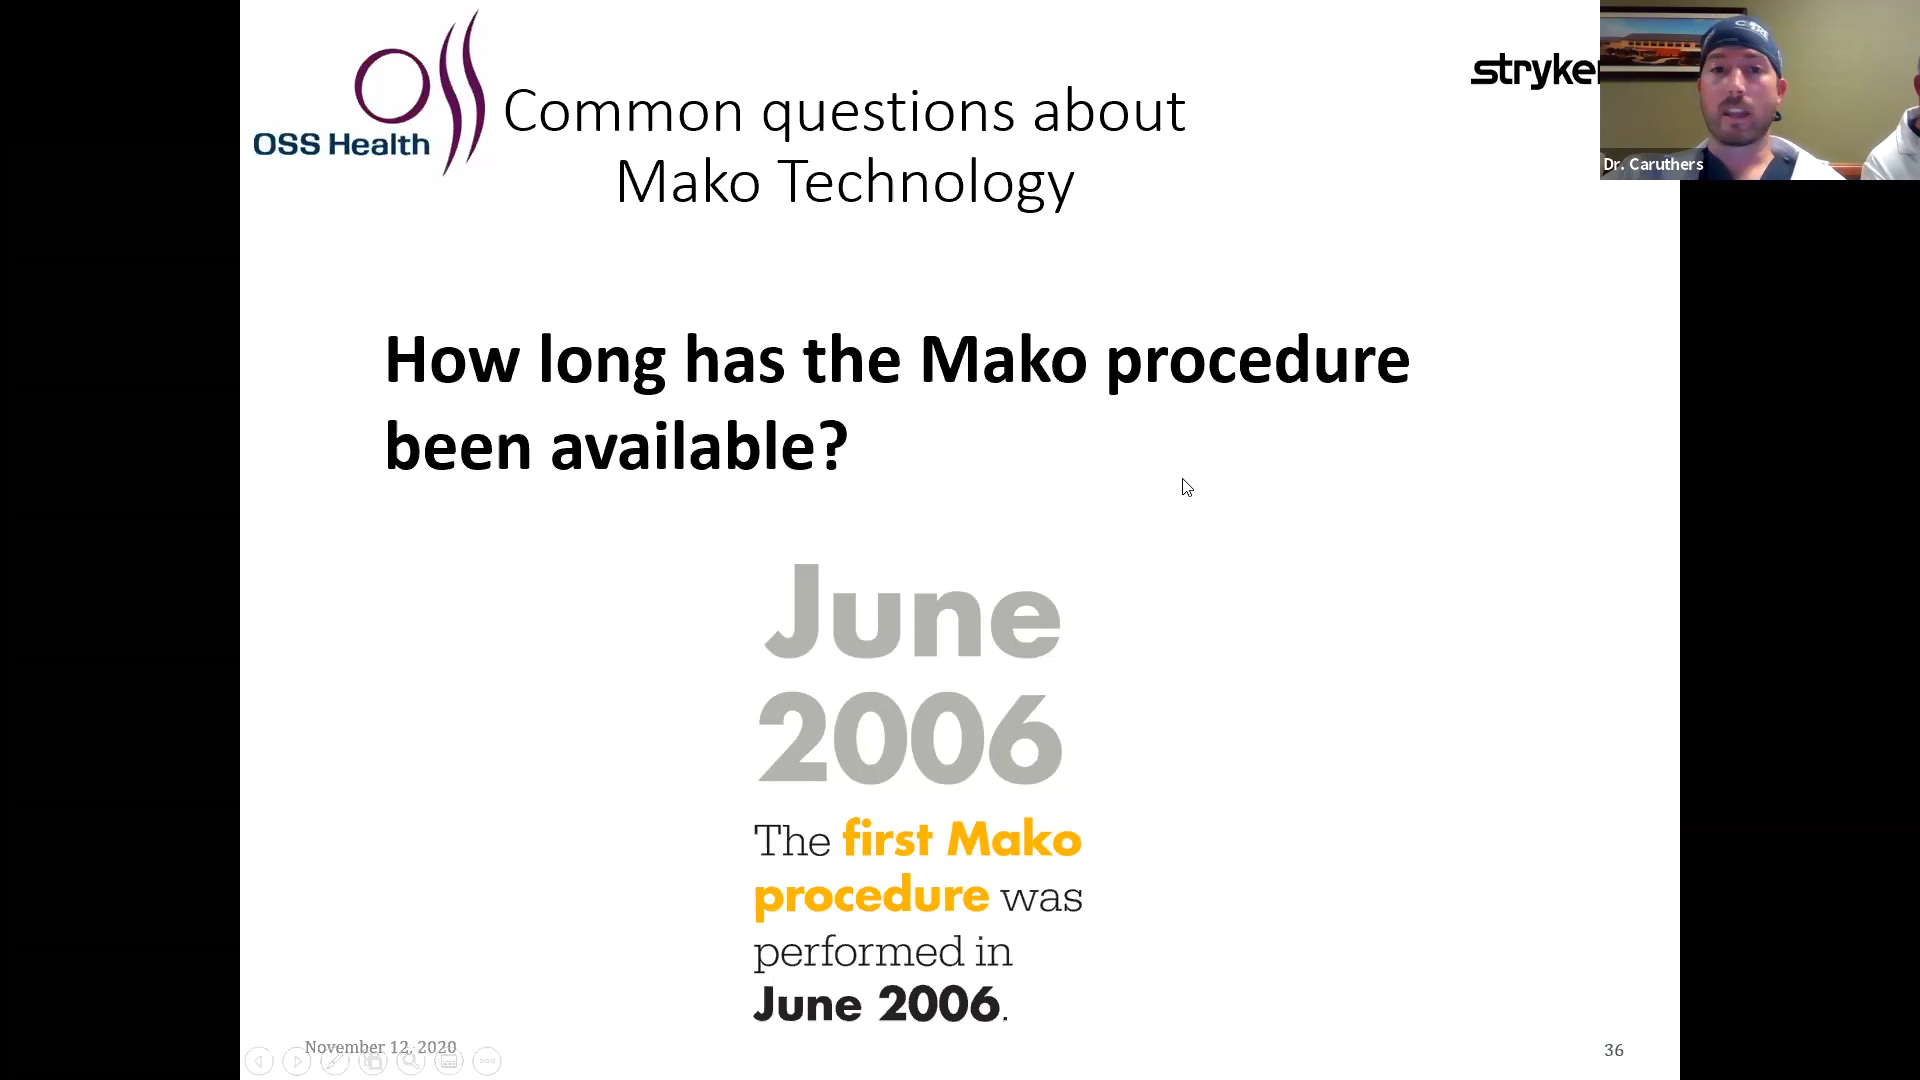 OSS Health
Common questions about
Mako Technology
stryke
Dr. Caruthers
How long has the Mako procedure
been available?
June
2006
The first Mako
procedure was
performed in
June 2006.
November 12, 2020
36